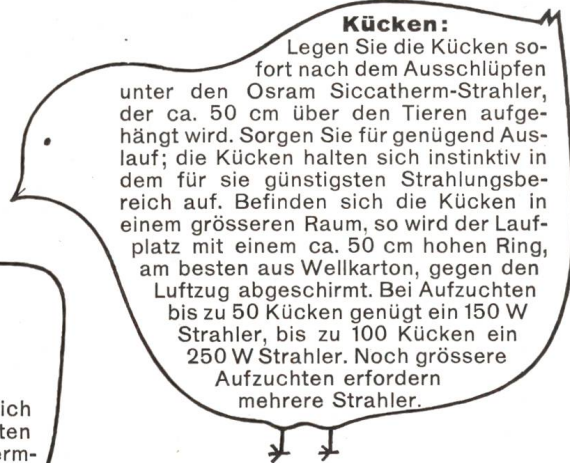 Kücken:
Legen Sie die Kücken so-
fort nach dem Ausschlüpfen
unter den Osram Siccatherm-Strahler,
der ca. 50 cm über den Tieren aufge-
hängt wird. Sorgen Sie für genügend Aus-
lauf; die Kücken halten sich instinktiv in
dem für sie günstigsten Strahlungsbe-
reich auf. Befinden sich die Kücken in
einem grösseren Raum, so wird der Lauf-
platz mit einem ca. 50 cm hohen Ring,
am besten aus Wellkarton, gegen den
Luftzug abgeschirmt. Bei Aufzuchten
bis zu 50 Kücken genügt ein 150 W
Strahler, bis zu 100 Kücken ein
250 W Strahler. Noch grössere
Aufzuchten erfordern
mehrere Strahler.
ich
ten
erm-